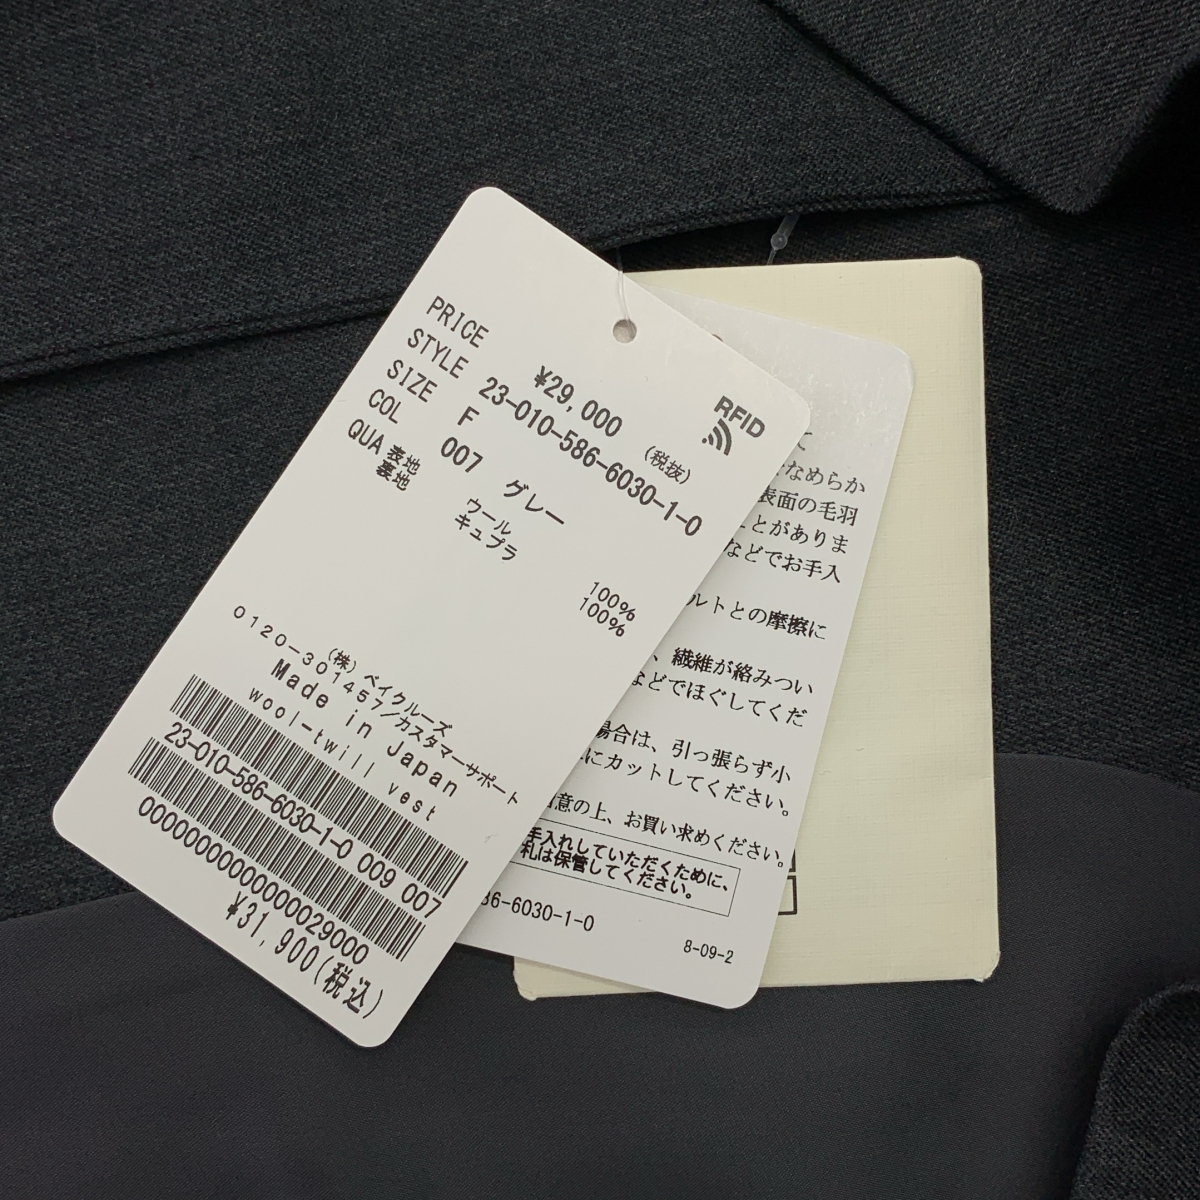 PRICE ¥29,000 (税抜)
STYLE 23-010-586-6030-1-0
SIZE F
COL 007 グレー
QUA 表地 ウール 100%
裏地 キュプラ 100%
RFID
(株)ベイクルーズ
0120-301457/カスタマーサポート
Made in Japan
wool-twill vest
23-010-586-6030-1-0 009 007
0000000000000029000
¥31,900(税込)
て
なめらか
表面の毛羽
ことがありま
などでお手入
ルトとの摩擦に
、繊維が絡みつい
などでほぐしてくだ
場合は、引っ張らず小
にカットしてください。
意の上、お買い求めください。
手入れしていただくために、
札は保管してください。
86-6030-1-0
8-09-2